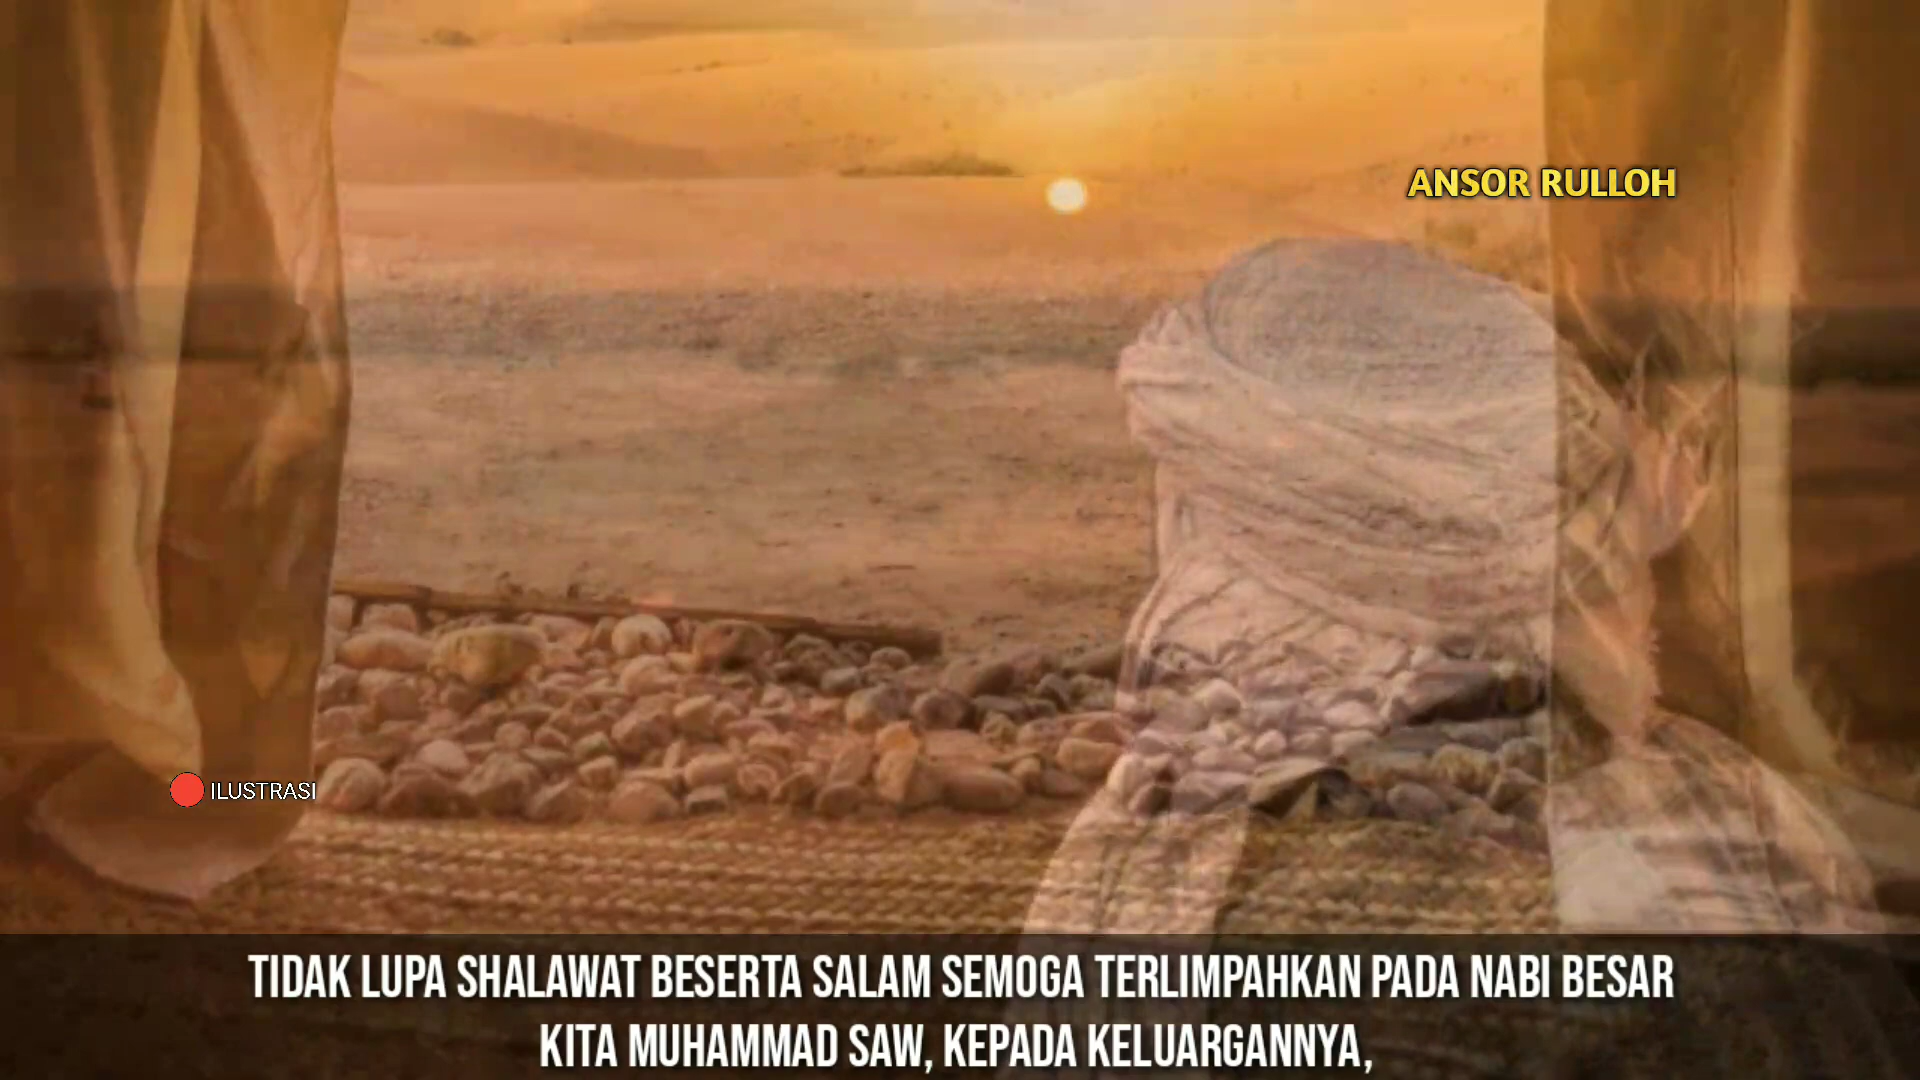 ANSOR RULLOH
ILUSTRASI
TIDAK LUPA SHALAWAT BESERTA SALAM SEMOGA TERLIMPAHKAN PADA NABI BESAR
KITA MUHAMMAD SAW, KEPADA KELUARGANNYA,